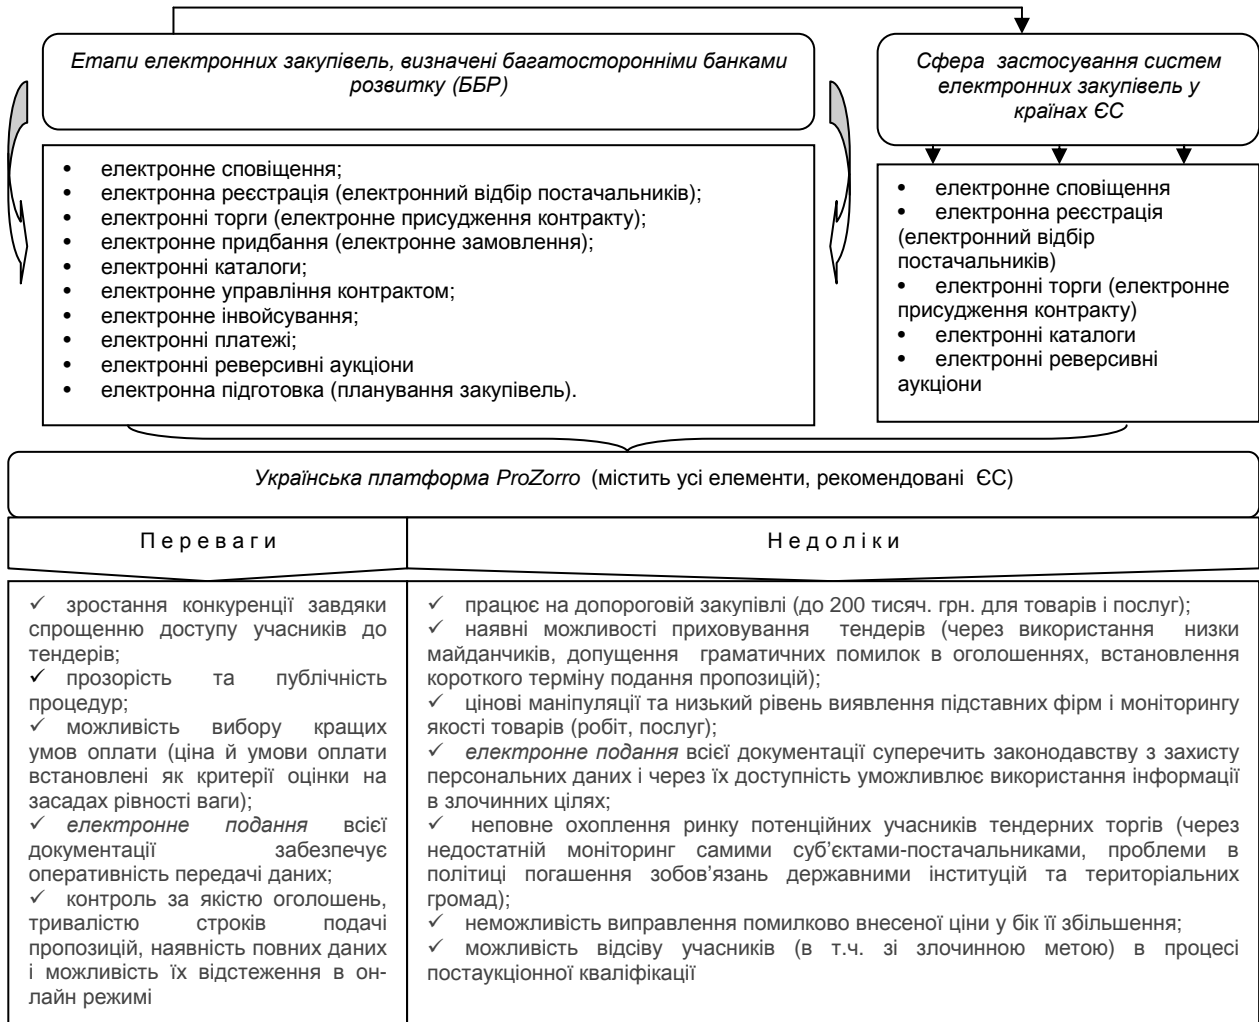 Етапи електронних закупівель, визначені багатосторонніми банками
розвитку (ББР)
Сфера застосування систем
електронних закупівель у
країнах ЄС
• електронне сповіщення;
• електронна реєстрація (електронний відбір постачальників);
• електронні торги (електронне присудження контракту);
• електронне придбання (електронне замовлення);
• електронні каталоги;
• електронне управління контрактом;
• електронне інвойсування;
• електронні платежі;
• електронні реверсивні аукціони
• електронна підготовка (планування закупівель).
• електронне сповіщення
• електронна реєстрація
(електронний відбір
постачальників)
• електронні торги (електронне
присудження контракту)
• електронні каталоги
• електронні реверсивні
аукціони
Українська платформа ProZorro (містить усі елементи, рекомендовані ЄС)
Переваги
Недоліки
✓ зростання конкуренції завдяки
спрощенню доступу учасників до
тендерів;
✓ прозорість та публічність
процедур;
✓ можливість вибору кращих
умов оплати (ціна й умови оплати
встановлені як критерії оцінки на
засадах рівності ваги);
✓ електронне подання всієї
документації забезпечує
оперативність передачі даних;
✓ контроль за якістю оголошень,
тривалістю строків подачі
пропозицій, наявність повних даних
і можливість їх відстеження в он-
лайн режимі
✓ працює на допороговій закупівлі (до 200 тисяч. грн. для товарів і послуг);
✓ наявні можливості приховування тендерів (через використання низки
майданчиків, допущення граматичних помилок в оголошеннях, встановлення
короткого терміну подання пропозицій);
✓ цінові маніпуляції та низький рівень виявлення підставних фірм і моніторингу
якості товарів (робіт, послуг);
✓ електронне подання всієї документації суперечить законодавству з захисту
персональних даних і через їх доступність уможливлює використання інформації
в злочинних цілях;
✓ неповне охоплення ринку потенційних учасників тендерних торгів (через
недостатній моніторинг самими суб’єктами-постачальниками, проблеми в
політиці погашення зобов’язань державними інституцій та територіальних
громад);
✓ неможливість виправлення помилково внесеної ціни у бік її збільшення;
✓ можливість відсіву учасників (в т.ч. зі злочинною метою) в процесі
постаукціонної кваліфікації